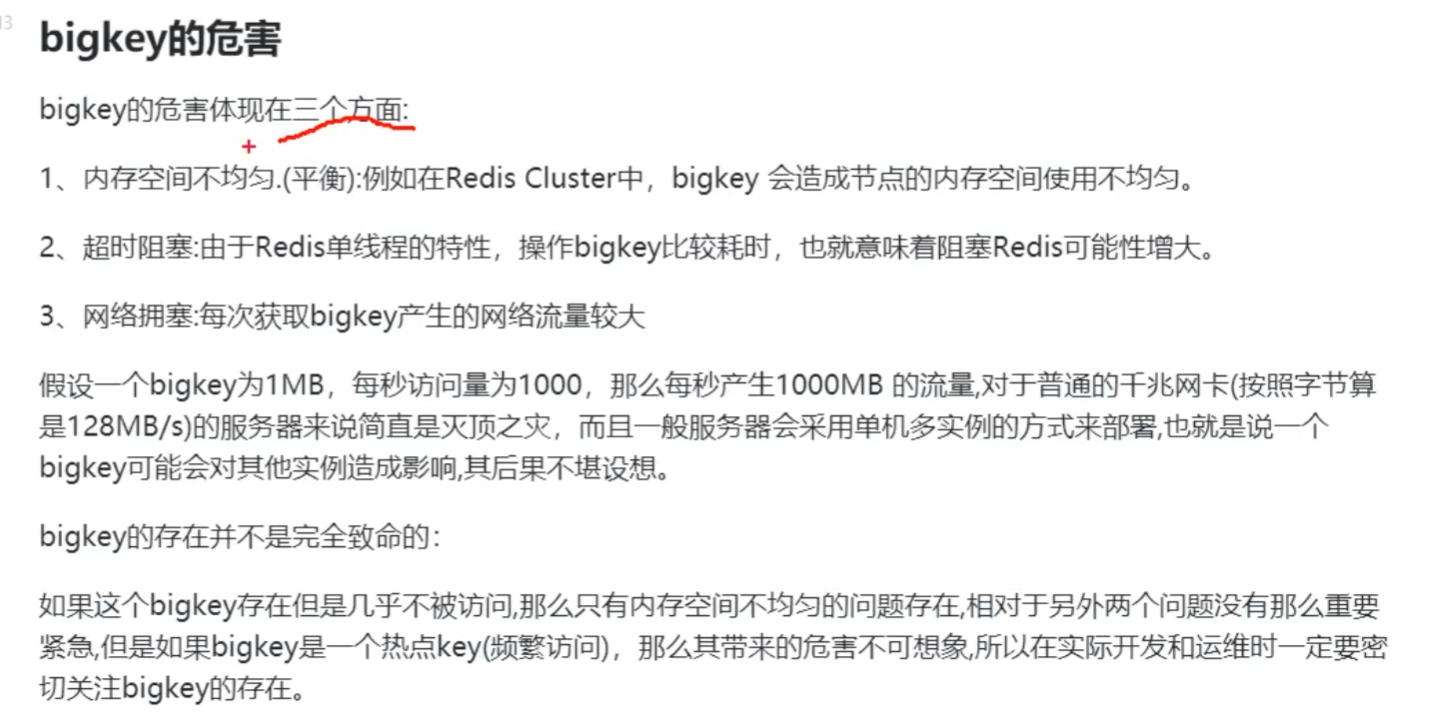 bigkey的危害
bigkey的危害体现在三个方面:
1、内存空间不均匀.(平衡):例如在Redis Cluster中，bigkey 会造成节点的内存空间使用不均匀。
2、超时阻塞:由于Redis单线程的特性，操作bigkey比较耗时，也就意味着阻塞Redis可能性增大。
3、网络拥塞:每次获取bigkey产生的网络流量较大
假设一个bigkey为1MB，每秒访问量为1000，那么每秒产生1000MB 的流量,对于普通的千兆网卡(按照字节算
是128MB/s)的服务器来说简直是灭顶之灾，而且一般服务器会采用单机多实例的方式来部署,也就是说一个
bigkey可能会对其他实例造成影响,其后果不堪设想。
bigkey的存在并不是完全致命的：
如果这个bigkey存在但是几乎不被访问,那么只有内存空间不均匀的问题存在,相对于另外两个问题没有那么重要
紧急,但是如果bigkey是一个热点key(频繁访问)，那么其带来的危害不可想象,所以在实际开发和运维时一定要密
切关注bigkey的存在。